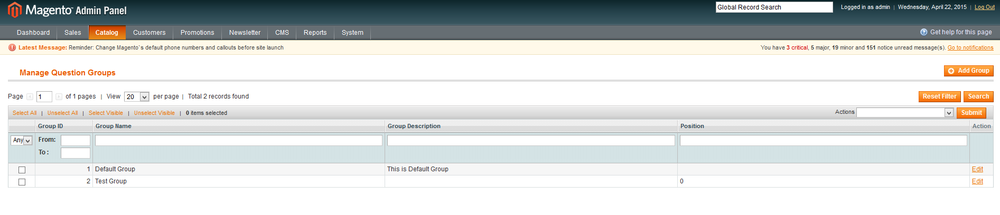 Magento™ Admin Panel
Global Record Search
Logged in as admin | Wednesday, April 22, 2015 | Log Out
Dashboard Sales Catalog Customers Promotions Newsletter CMS Reports System
Get help for this page
Latest Message: Reminder: Change Magento`s default phone numbers and callouts before site launch
You have 3 critical, 5 major, 19 minor and 151 notice unread message(s). Go to notifications
Manage Question Groups
Add Group
Page 1 of 1 pages | View 20 per page | Total 2 records found
Reset Filter Search
Select All | Unselect All | Select Visible | Unselect Visible | 0 items selected
Actions Submit
Group ID Group Name Group Description Position Action
Any From:
To :
1 Default Group This is Default Group Edit
2 Test Group 0 Edit